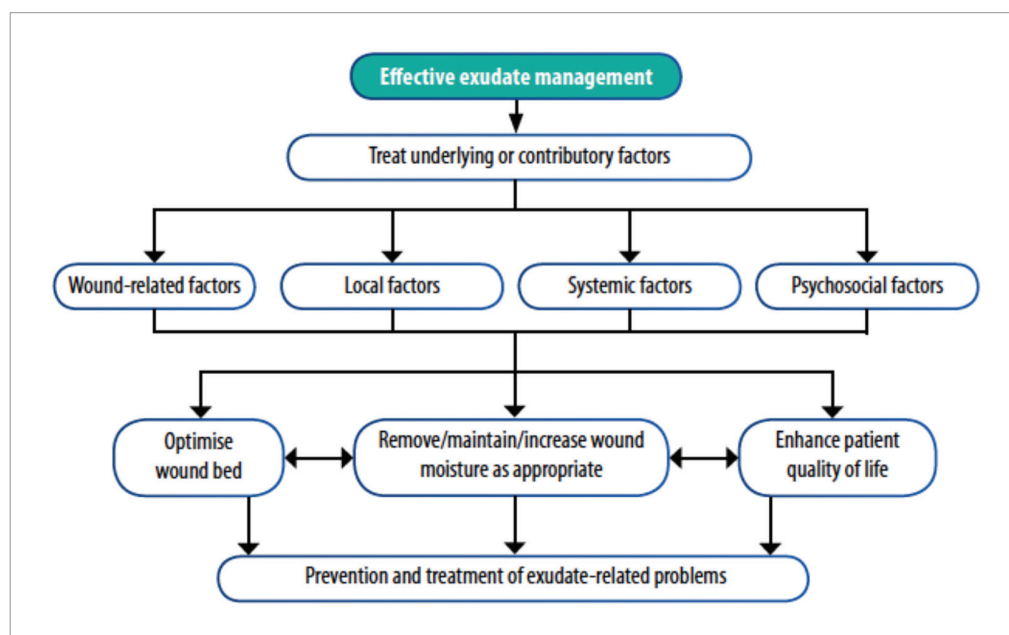 Effective exudate management
Treat underlying or contributory factors
Wound-related factors
Local factors
Systemic factors
Psychosocial factors
Optimise
wound bed
Remove/maintain/increase wound
moisture as appropriate
Enhance patient
quality of life
Prevention and treatment of exudate-related problems